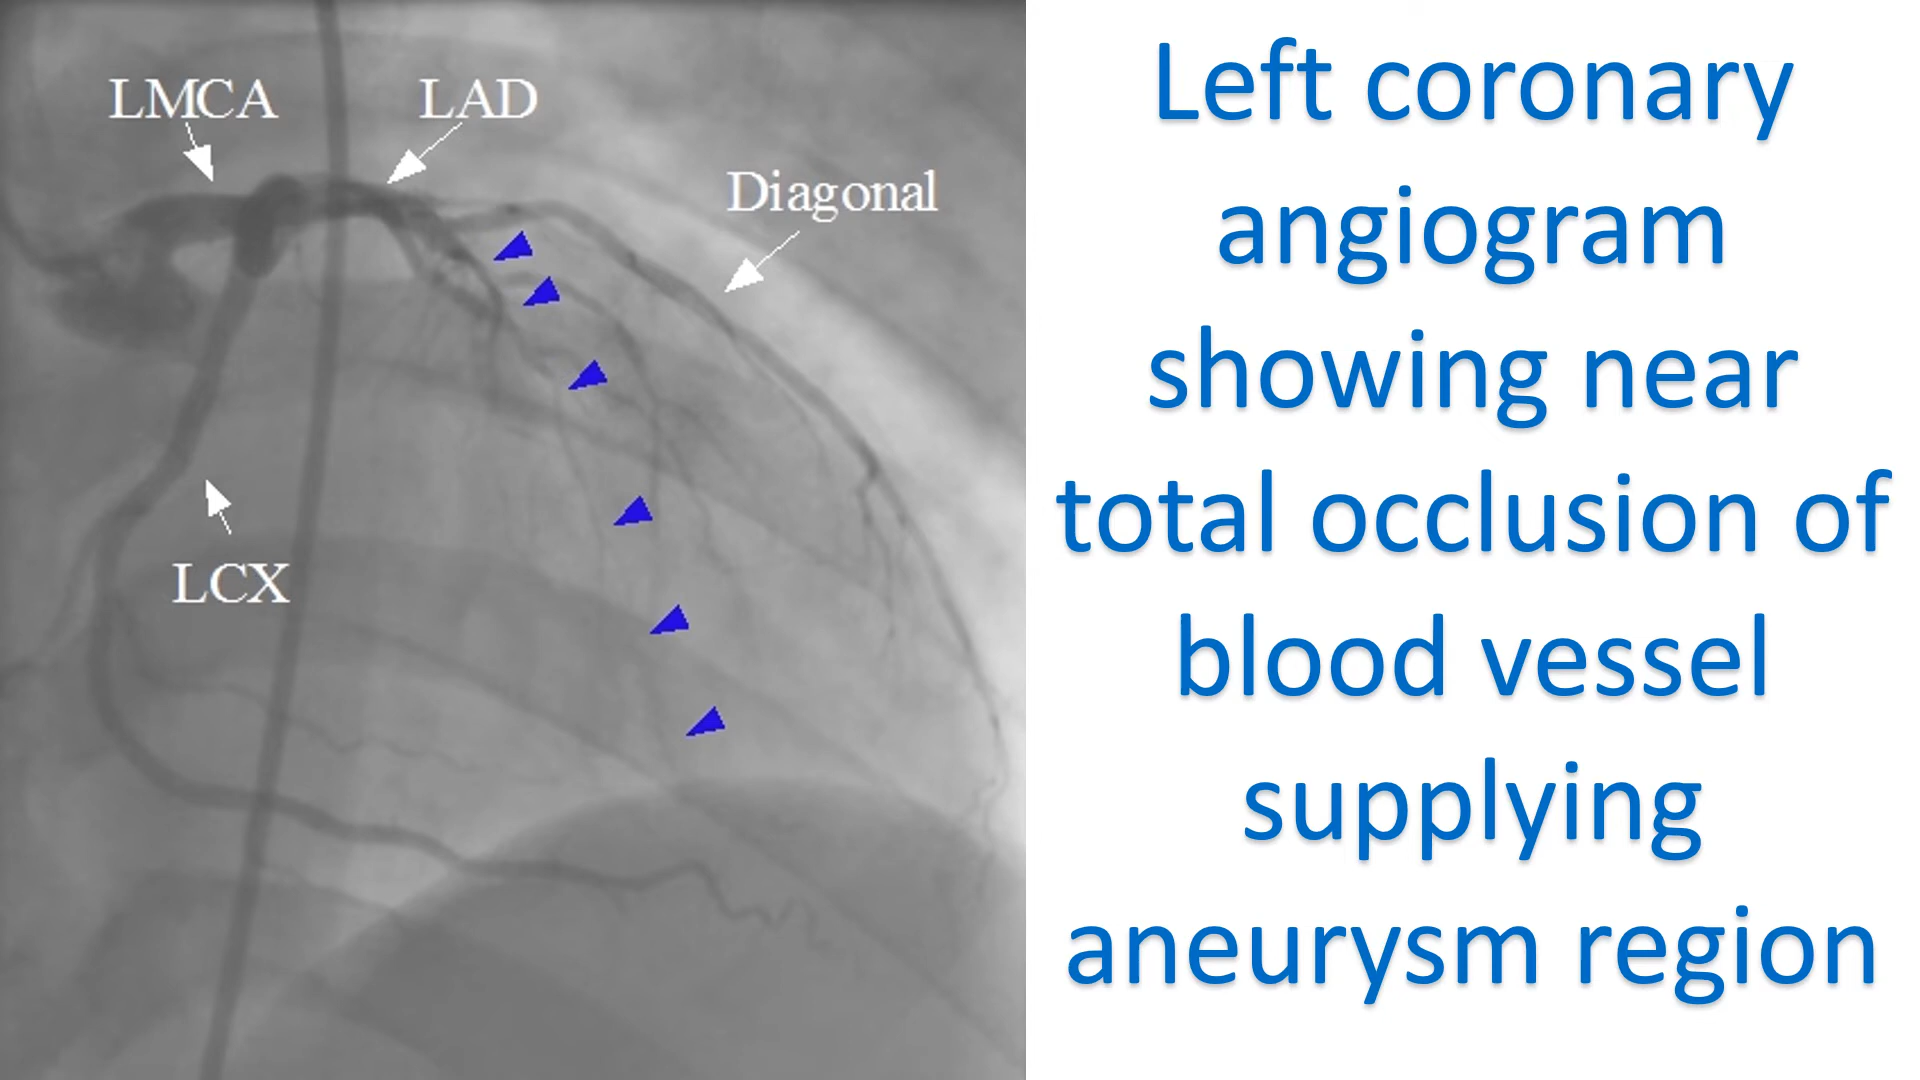 LMCA
LAD
Diagonal
LCX
Left coronary
angiogram
showing near
total occlusion of
blood vessel
supplying
aneurysm region